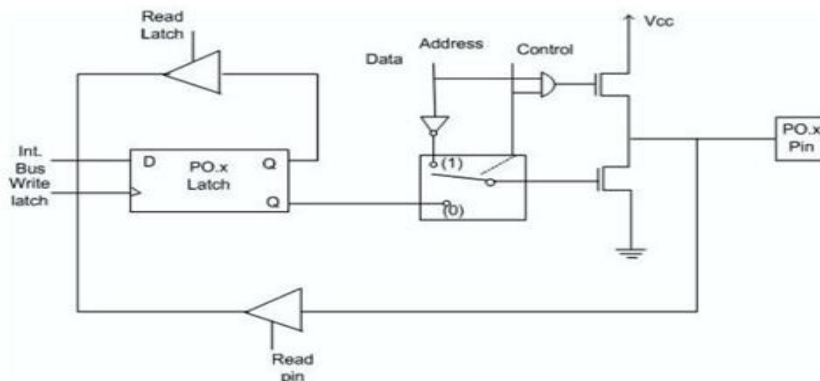 Read
Latch
Address
Data
Control
Vcc
Int.
Bus
Write
latch
D
PO.x
Latch
Q
Q
(1)
(0)
PO.x
Pin
Read
pin